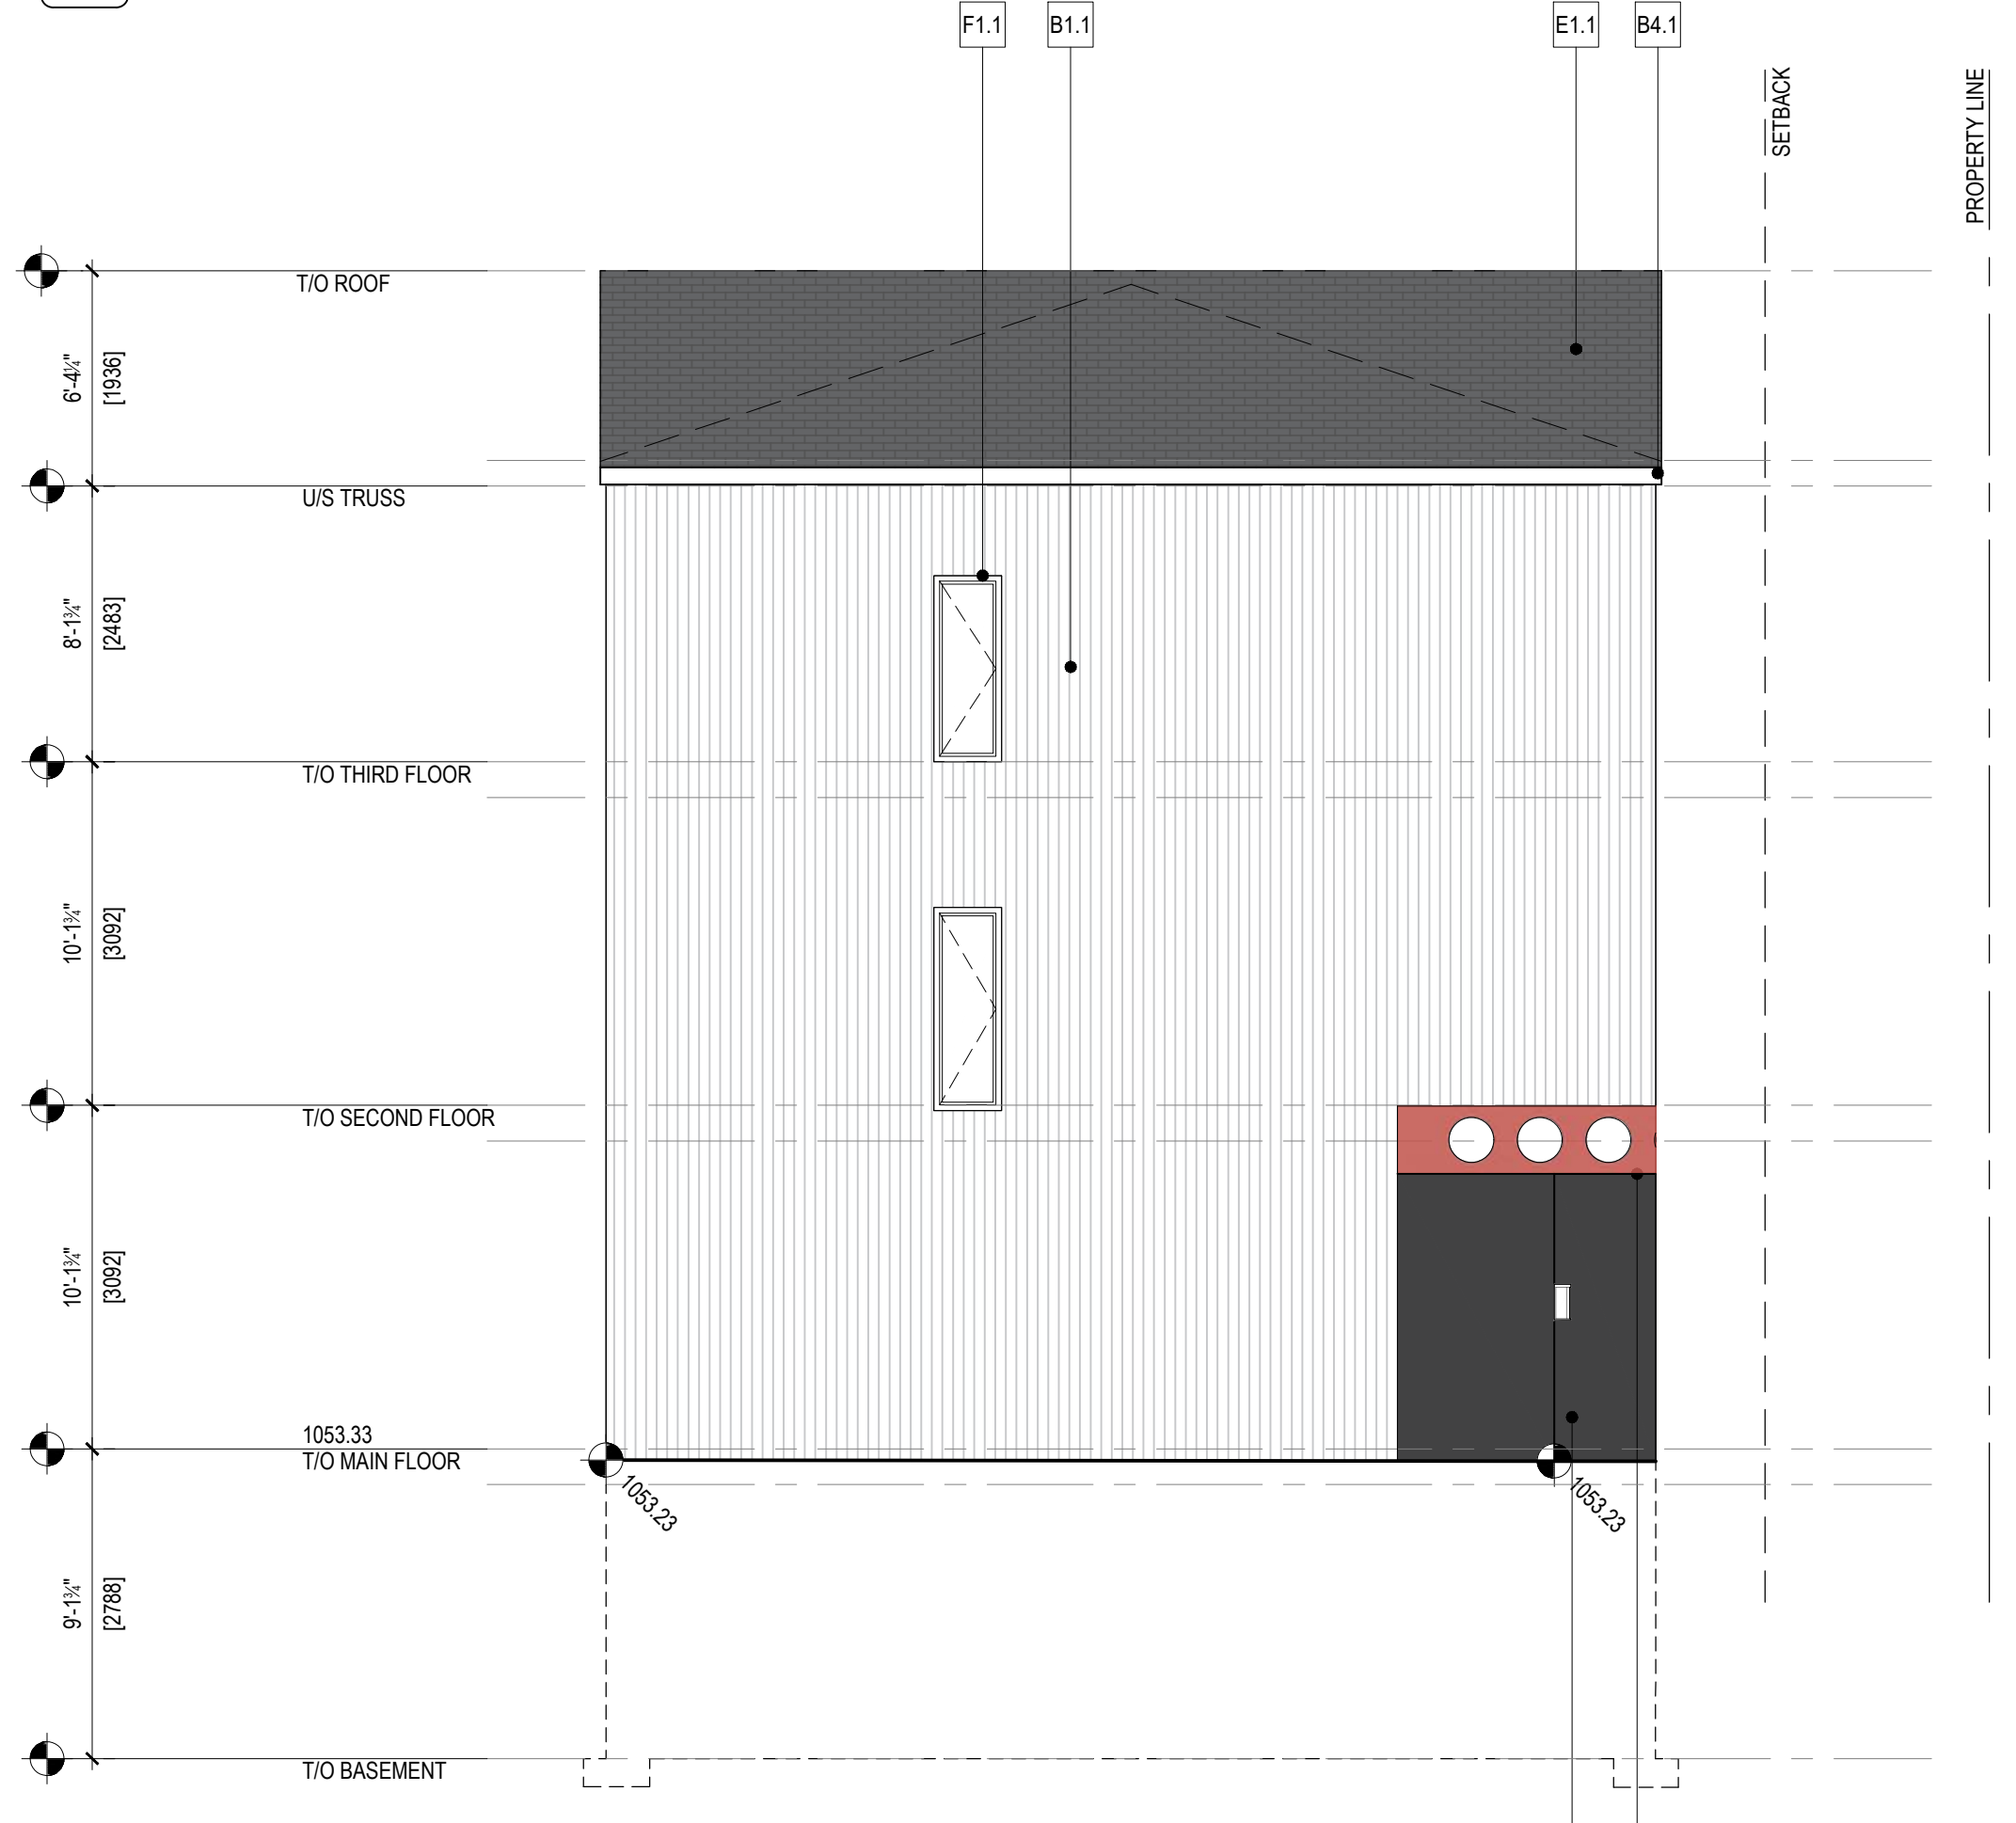 F1.1 B1.1 E1.1 B4.1
SETBACK
PROPERTY LINE
T/O ROOF
6'-4¼"
[1936]
U/S TRUSS
8'-1¾"
[2483]
T/O THIRD FLOOR
10'-1¾"
[3092]
T/O SECOND FLOOR
10'-1¾"
[3092]
1053.33
T/O MAIN FLOOR
1053.23
1053.23
9'-1¾"
[2788]
T/O BASEMENT